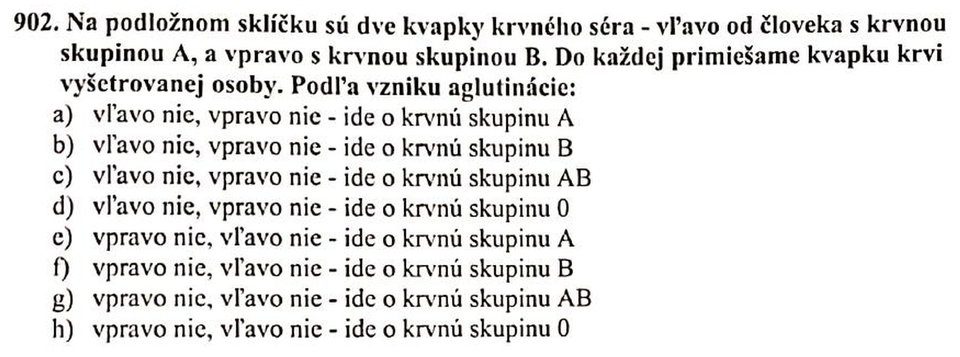 902. Na podložnom sklíčku sú dve kvapky krvného séra - vľavo od človeka s krvnou
skupinou A, a vpravo s krvnou skupinou B. Do každej primiešame kvapku krvi
vyšetrovanej osoby. Podľa vzniku aglutinácie:
a) vľavo nie, vpravo nie - ide o krvnú skupinu A
b) vľavo nie, vpravo nie - ide o krvnú skupinu B
c) vľavo nie, vpravo nie - ide o krvnú skupinu AB
d) vľavo nie, vpravo nie - ide o krvnú skupinu 0
e) vpravo nie, vľavo nie - ide o krvnú skupinu A
f) vpravo nie, vľavo nie - ide o krvnú skupinu B
g) vpravo nie, vľavo nie - ide o krvnú skupinu AB
h) vpravo nie, vľavo nie - ide o krvnú skupinu 0